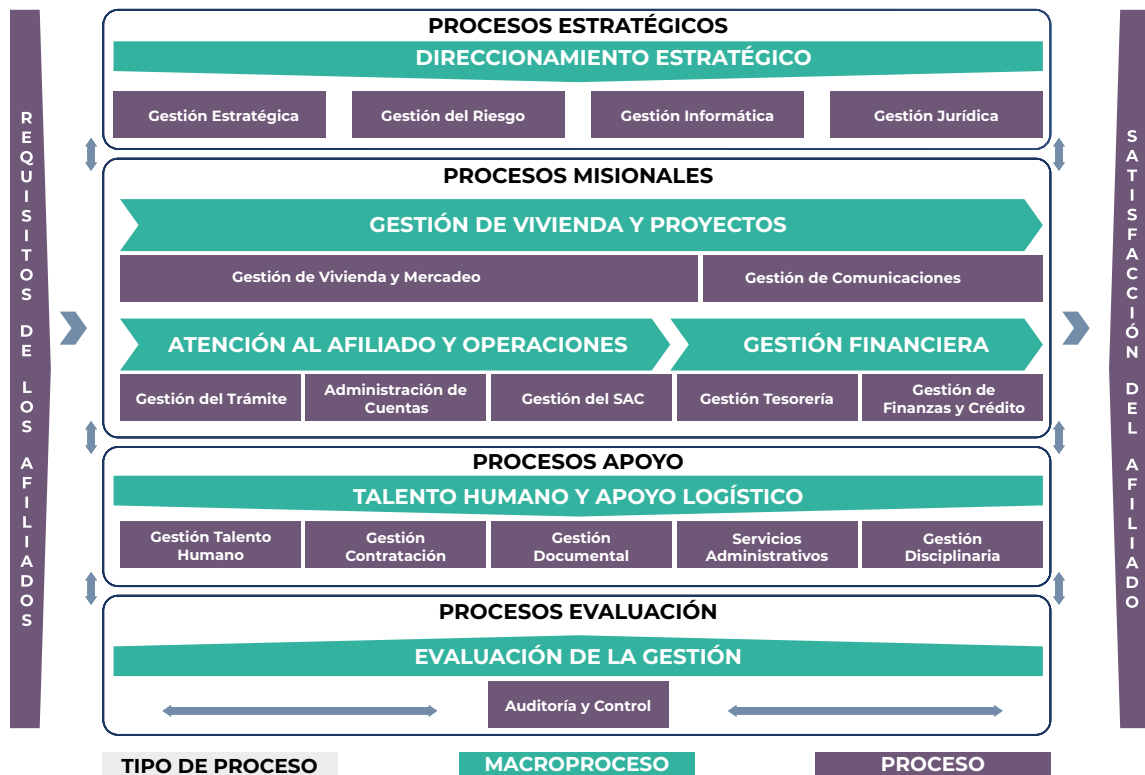 PROCESOS ESTRATÉGICOS
DIRECCIONAMIENTO ESTRATÉGICO
Gestión Estratégica
Gestión del Riesgo
Gestión Informática
Gestión Jurídica
REQUISITOS DE LOS AFILIADOS
PROCESOS MISIONALES
GESTIÓN DE VIVIENDA Y PROYECTOS
Gestión de Vivienda y Mercadeo
Gestión de Comunicaciones
ATENCIÓN AL AFILIADO Y OPERACIONES
GESTIÓN FINANCIERA
Gestión del Trámite
Administración de
Cuentas
Gestión del SAC
Gestión Tesorería
Gestión de
Finanzas y Crédito
SATISFACCIÓN DEL AFILIADO
PROCESOS APOYO
TALENTO HUMANO Y APOYO LOGÍSTICO
Gestión Talento
Humano
Gestión
Contratación
Gestión
Documental
Servicios
Administrativos
Gestión
Disciplinaria
PROCESOS EVALUACIÓN
EVALUACIÓN DE LA GESTIÓN
Auditoría y Control
TIPO DE PROCESO
MACROPROCESO
PROCESO